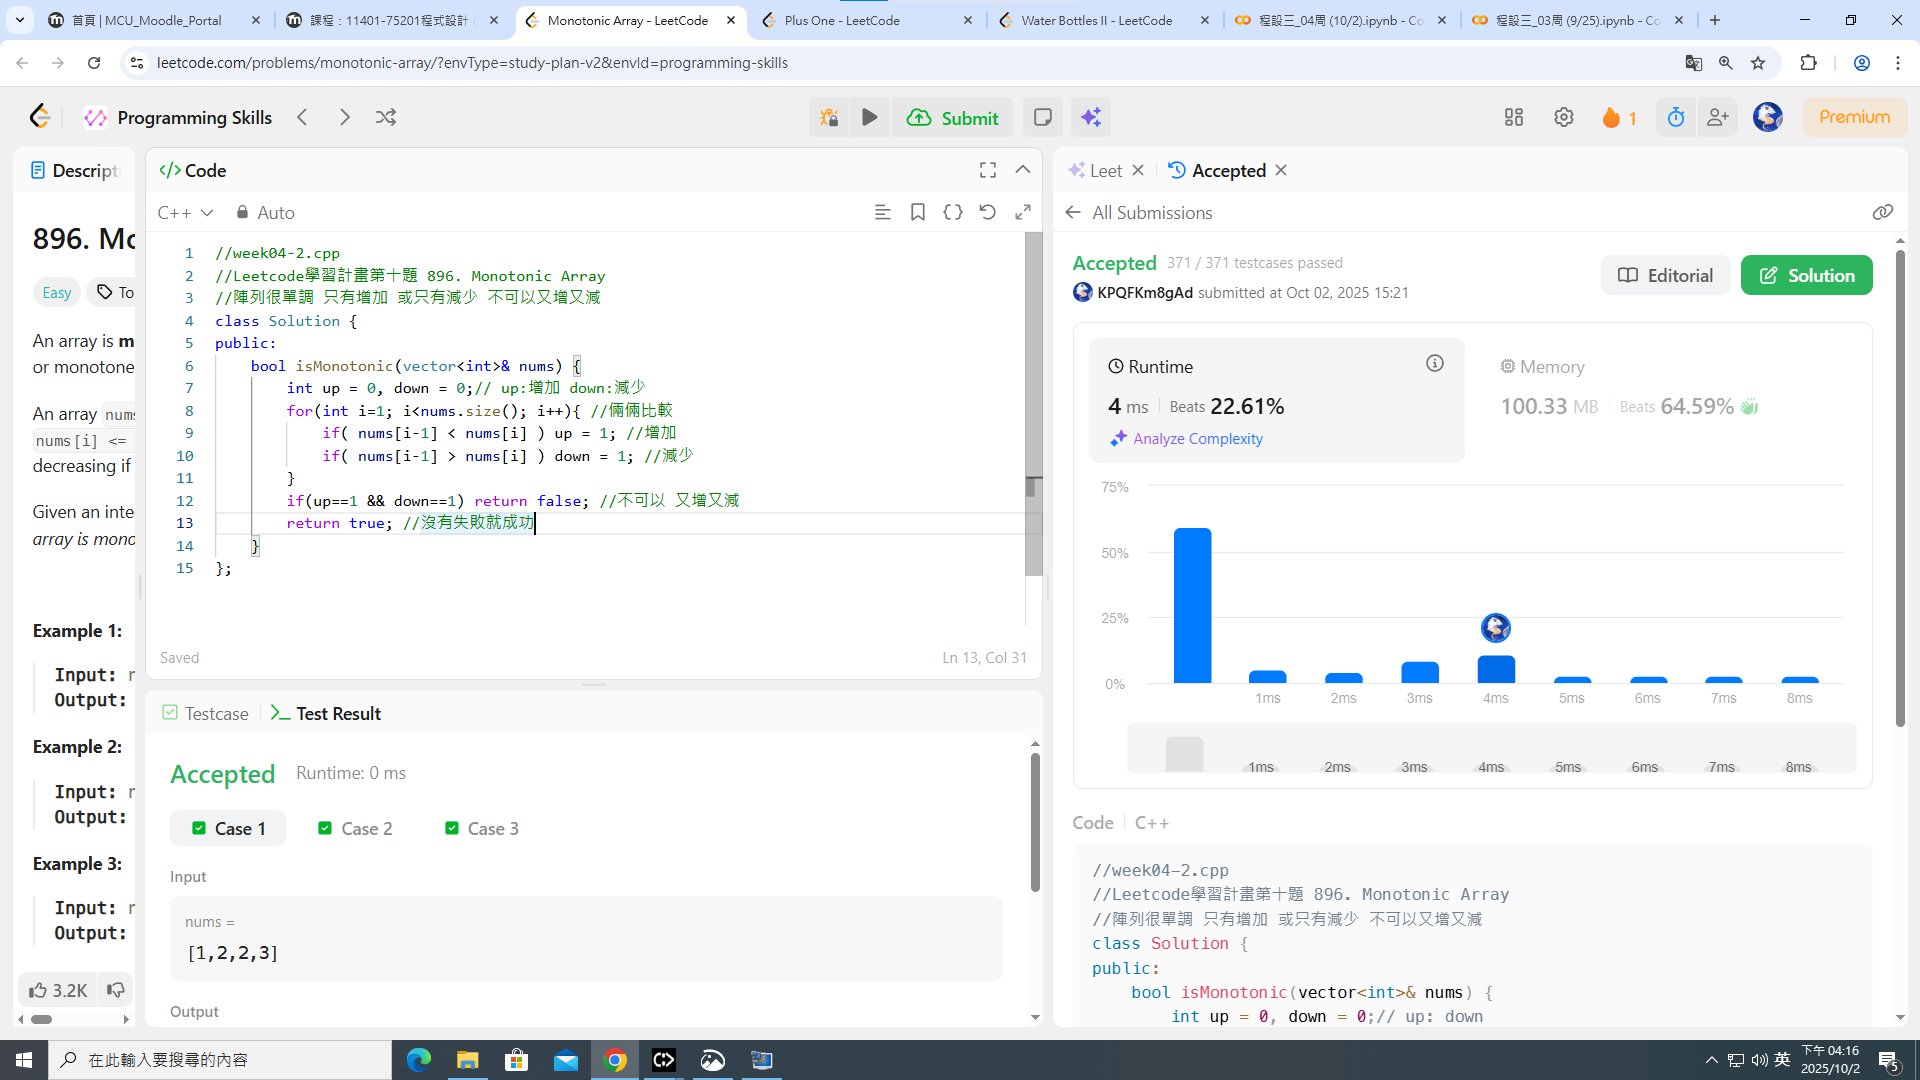 首頁 | MCU_Moodle_Portal
課程：11401-75201程式設計 (
Monotonic Array - LeetCode
Plus One - LeetCode
Water Bottles II - LeetCode
程設三_04周 (10/2).ipynb - Co
程設三_03周 (9/25).ipynb - Co
leetcode.com/problems/monotonic-array/?envType=study-plan-v2&envId=programming-skills
Programming Skills
Submit
1
Premium
Descript
896. Mo
Easy
To
An array is m
or monotone
An array nums
nums[i] <=
decreasing if
Given an inte
array is mono
Example 1:
Input: n
Output:
Example 2:
Input: n
Output:
Example 3:
Input: n
Output:
3.2K
Code
C++
Auto
1 //week04-2.cpp
2 //Leetcode學習計畫第十題 896. Monotonic Array
3 //陣列很單調 只有增加 或只有減少 不可以又增又減
4 class Solution {
5 public:
6 bool isMonotonic(vector<int>& nums) {
7 int up = 0, down = 0;// up:增加 down:減少
8 for(int i=1; i<nums.size(); i++){ //倆倆比較
9 if( nums[i-1] < nums[i] ) up = 1; //增加
10 if( nums[i-1] > nums[i] ) down = 1; //減少
11 }
12 if(up==1 && down==1) return false; //不可以 又增又減
13 return true; //沒有失敗就成功
14 }
15 };
Saved
Ln 13, Col 31
Testcase
Test Result
Accepted
Runtime: 0 ms
Case 1
Case 2
Case 3
Input
nums =
[1,2,2,3]
Output
Leet
Accepted
All Submissions
Accepted 371 / 371 testcases passed
KPQFKm8gAd submitted at Oct 02, 2025 15:21
Editorial
Solution
Runtime
4 ms Beats 22.61%
Analyze Complexity
Memory
100.33 MB Beats 64.59%
75%
50%
25%
0%
1ms 2ms 3ms 4ms 5ms 6ms 7ms 8ms
1ms 2ms 3ms 4ms 5ms 6ms 7ms 8ms
Code C++
//week04-2.cpp
//Leetcode學習計畫第十題 896. Monotonic Array
//陣列很單調 只有增加 或只有減少 不可以又增又減
class Solution {
public:
bool isMonotonic(vector<int>& nums) {
int up = 0, down = 0;// up: down
在此輸入要搜尋的內容
英
下午 04:16
2025/10/2
5